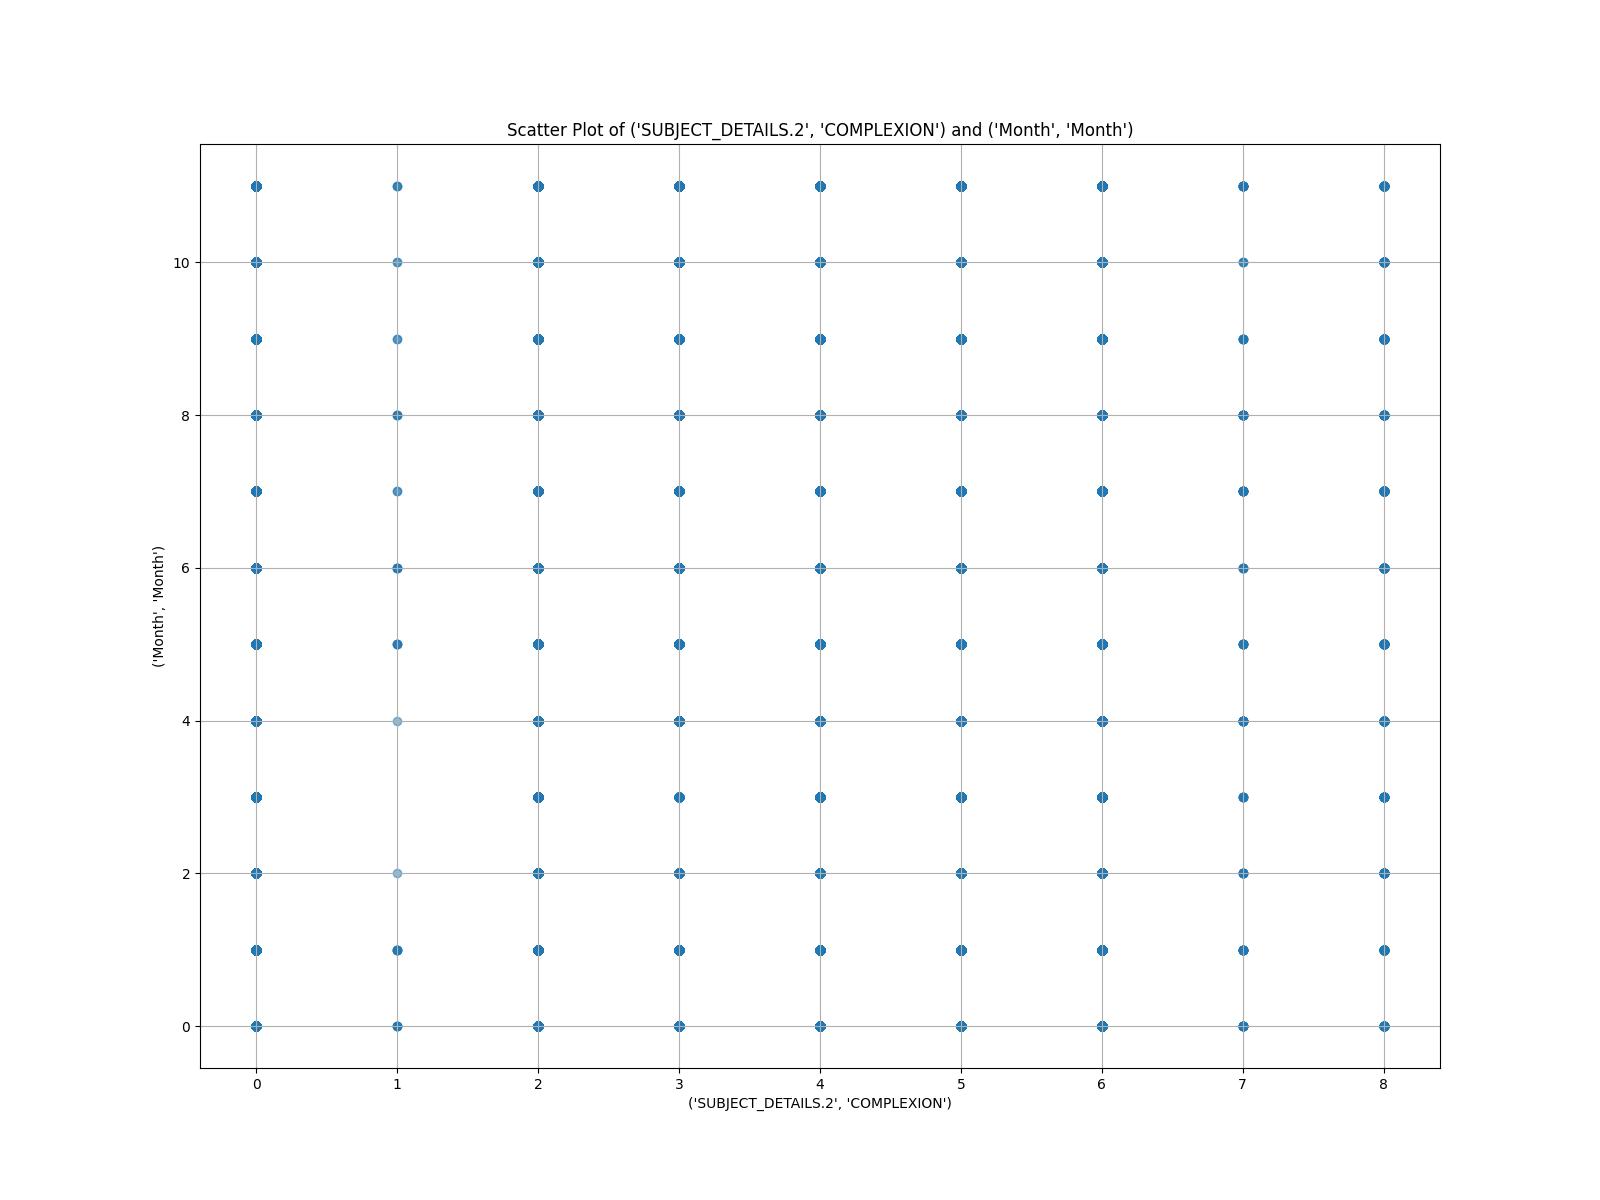 Scatter Plot of ('SUBJECT_DETAILS.2', 'COMPLEXION') and ('Month', 'Month')
10
8
6
4
2
0
('Month', 'Month')
0 1 2 3 4 5 6 7 8
('SUBJECT_DETAILS.2', 'COMPLEXION')